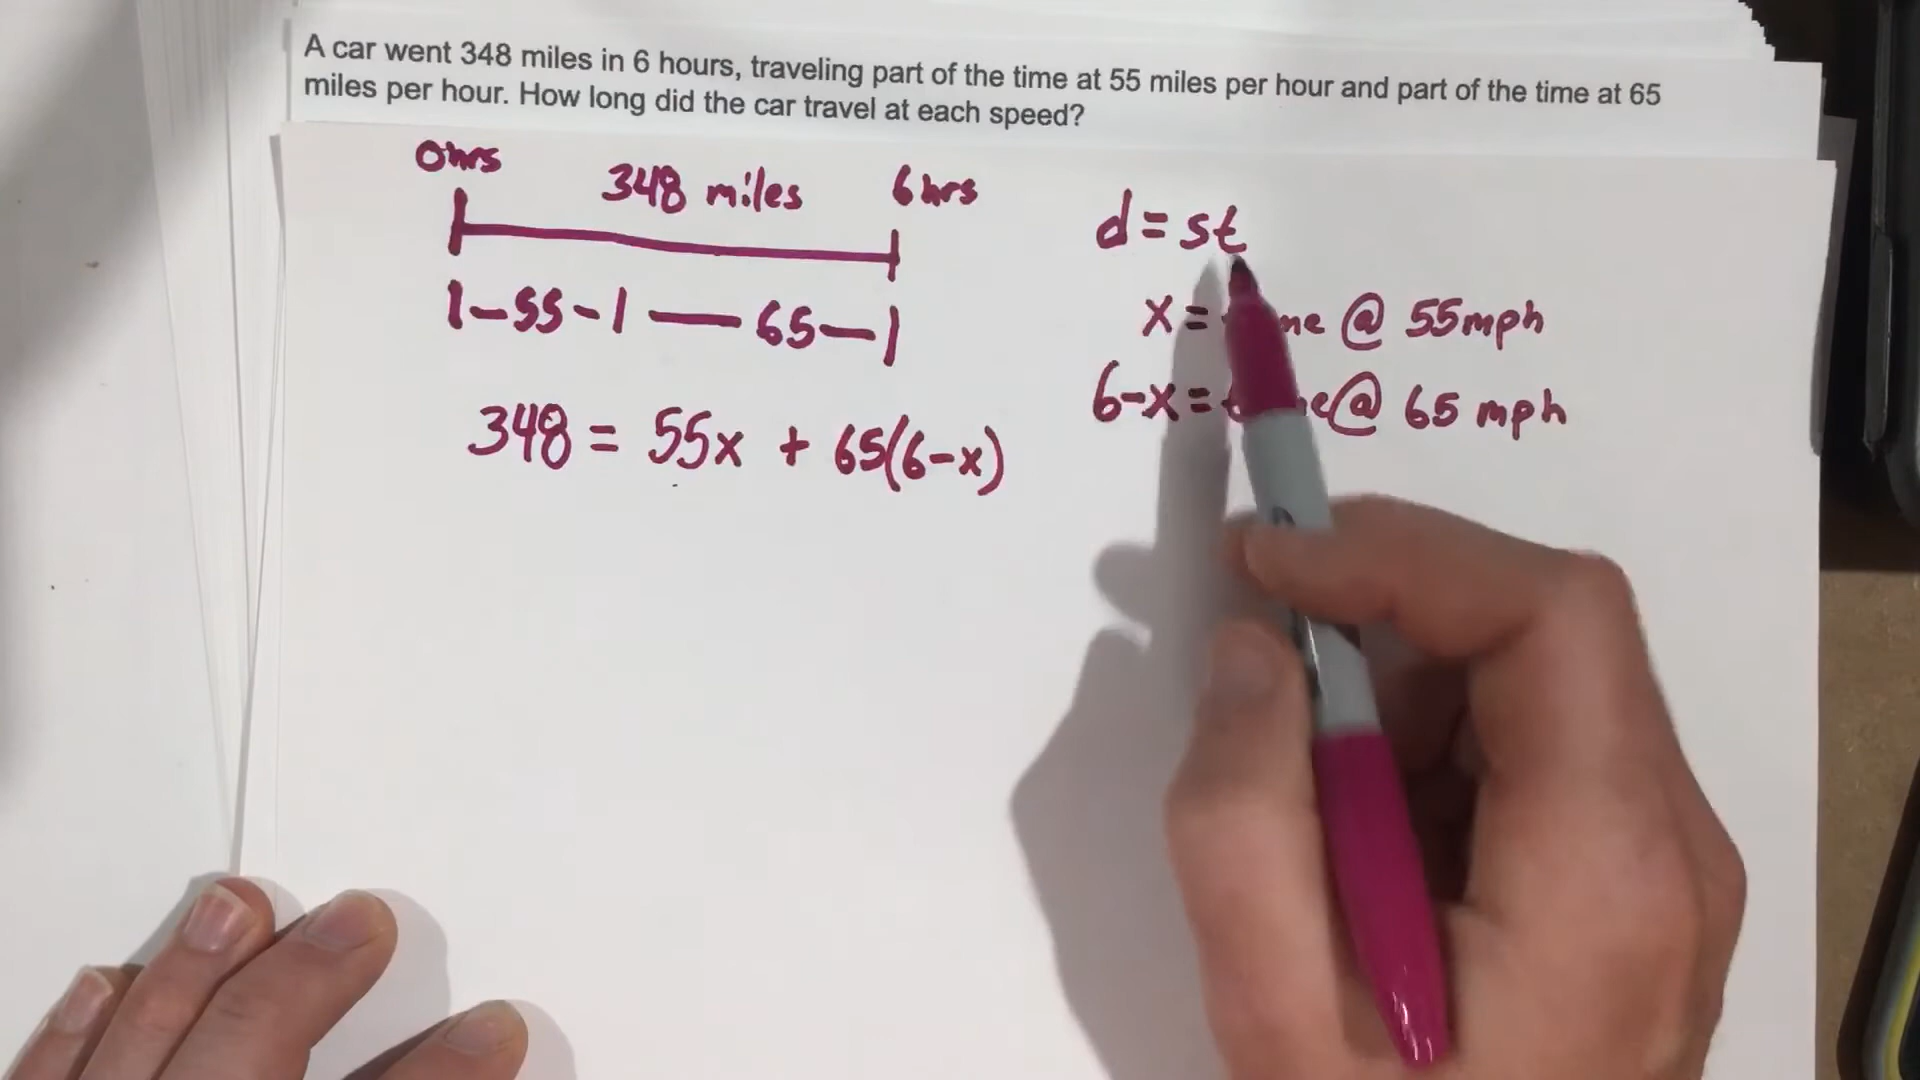 A car went 348 miles in 6 hours, traveling part of the time at 55 miles per hour and part of the time at 65
miles per hour. How long did the car travel at each speed?
0hrs 348 miles 6hrs
55 65
348 = 55x + 65(6-x)
d = st
x = @ 55mph
6-x = @ 65 mph